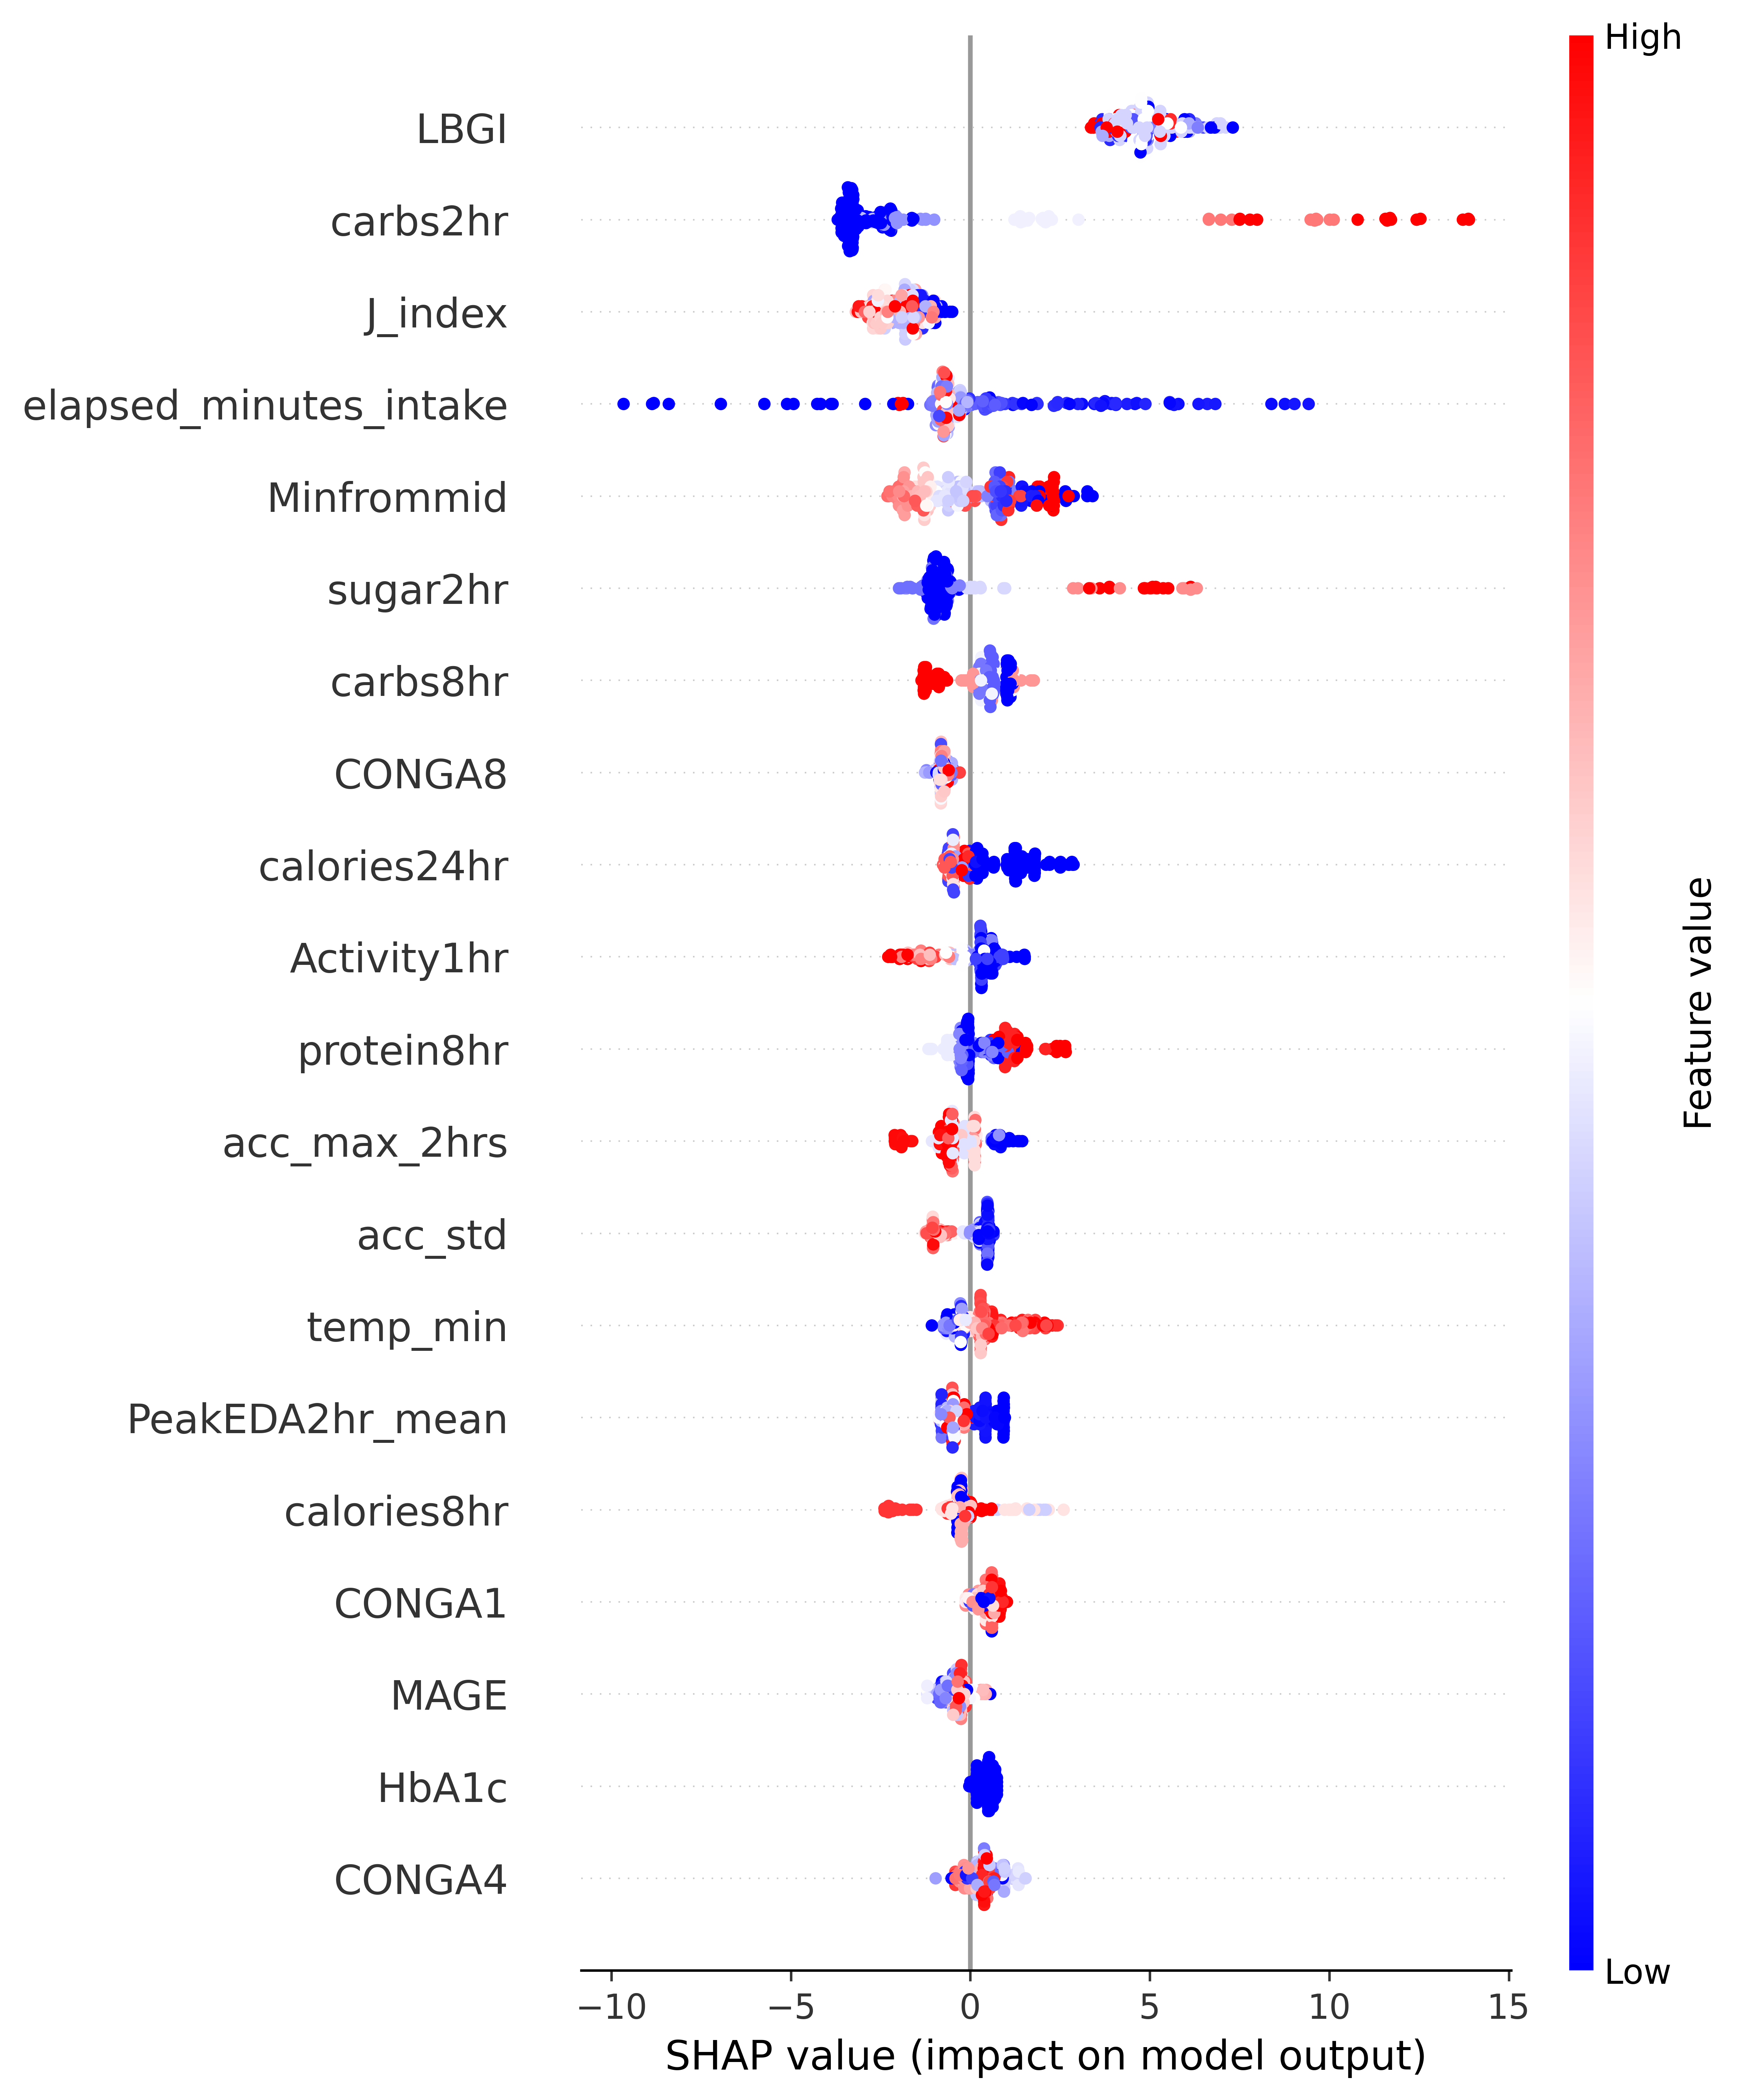 High
LBGI
carbs2hr
J_index
elapsed_minutes_intake
Minfrommid
sugar2hr
carbs8hr
CONGA8
calories24hr
Activity1hr
protein8hr
acc_max_2hrs
acc_std
temp_min
PeakEDA2hr_mean
calories8hr
CONGA1
MAGE
HbA1c
CONGA4
Feature value
Low
−10 −5 0 5 10 15
SHAP value (impact on model output)